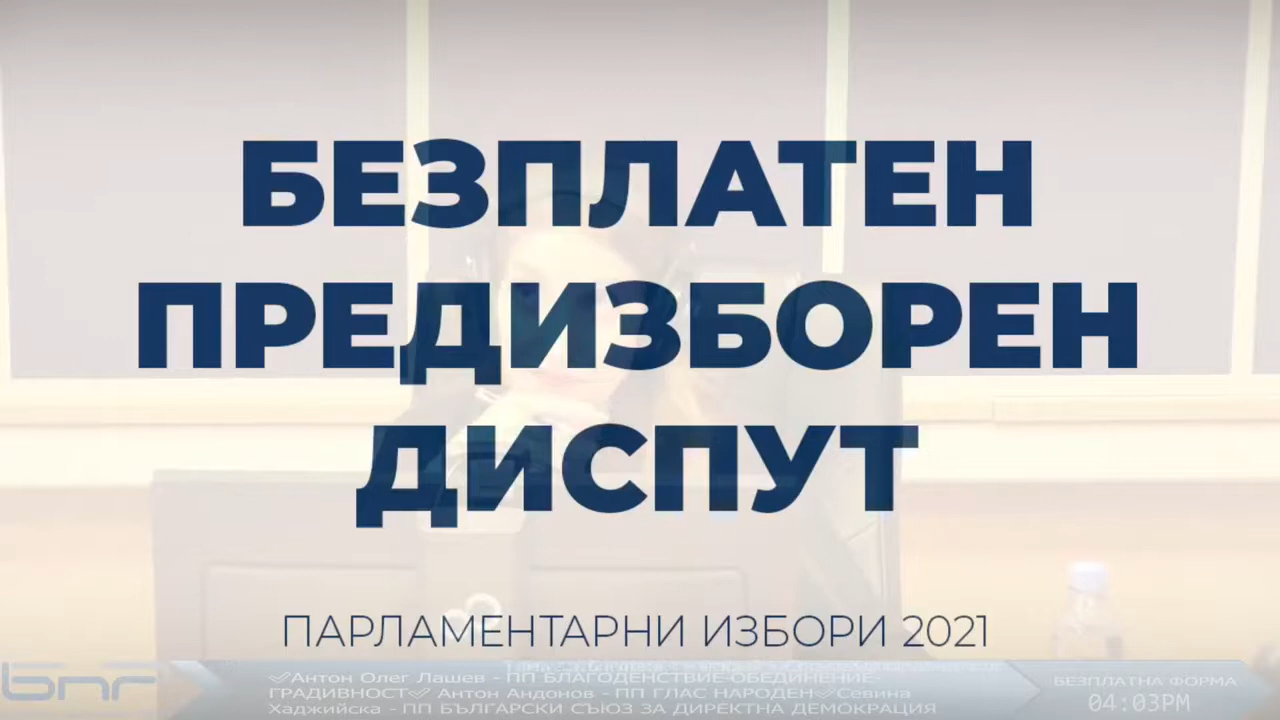 БЕЗПЛАТЕН
ПРЕДИЗБОРЕН
ДИСПУТ
ПАРЛАМЕНТАРНИ ИЗБОРИ 2021
бnr
✓Антон Олег Лашев - ПП БЛАГОДЕНСТВИЕ-ОБЕДИНЕНИЕ-
ГРАДИВНОСТ✓ Антон Андонов - ПП ГЛАС НАРОДЕН✓Севина
Хаджийска - ПП БЪЛГАРСКИ СЪЮЗ ЗА ДИРЕКТНА ДЕМОКРАЦИЯ
БЕЗПЛАТНА ФОРМА
04:03PM